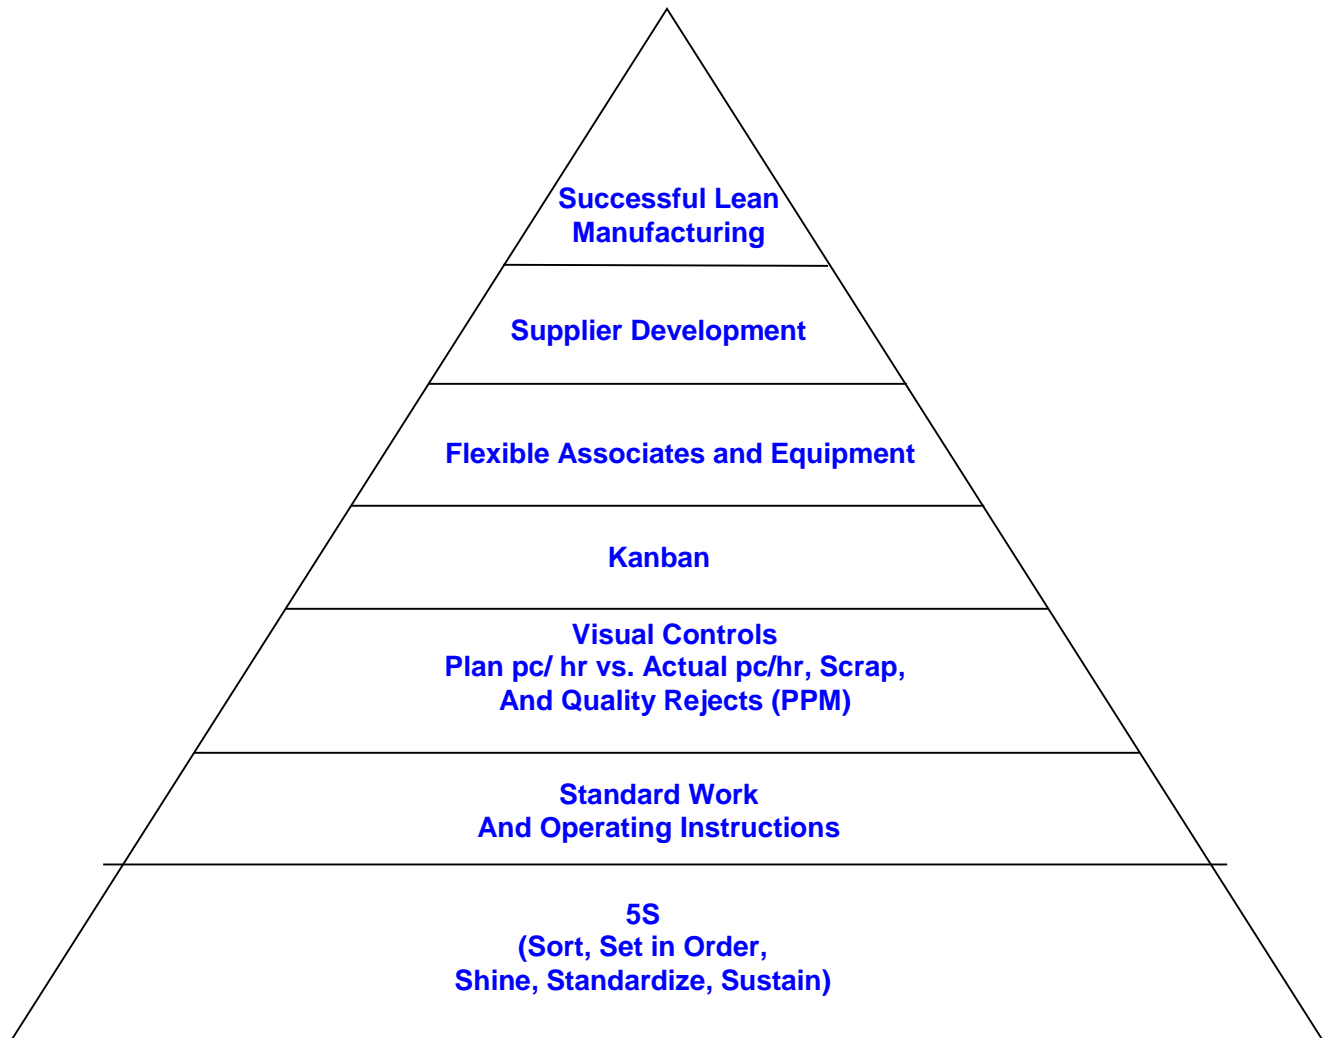 Successful Lean
Manufacturing
Supplier Development
Flexible Associates and Equipment
Kanban
Visual Controls
Plan pc/ hr vs. Actual pc/hr, Scrap,
And Quality Rejects (PPM)
Standard Work
And Operating Instructions
5S
(Sort, Set in Order,
Shine, Standardize, Sustain)